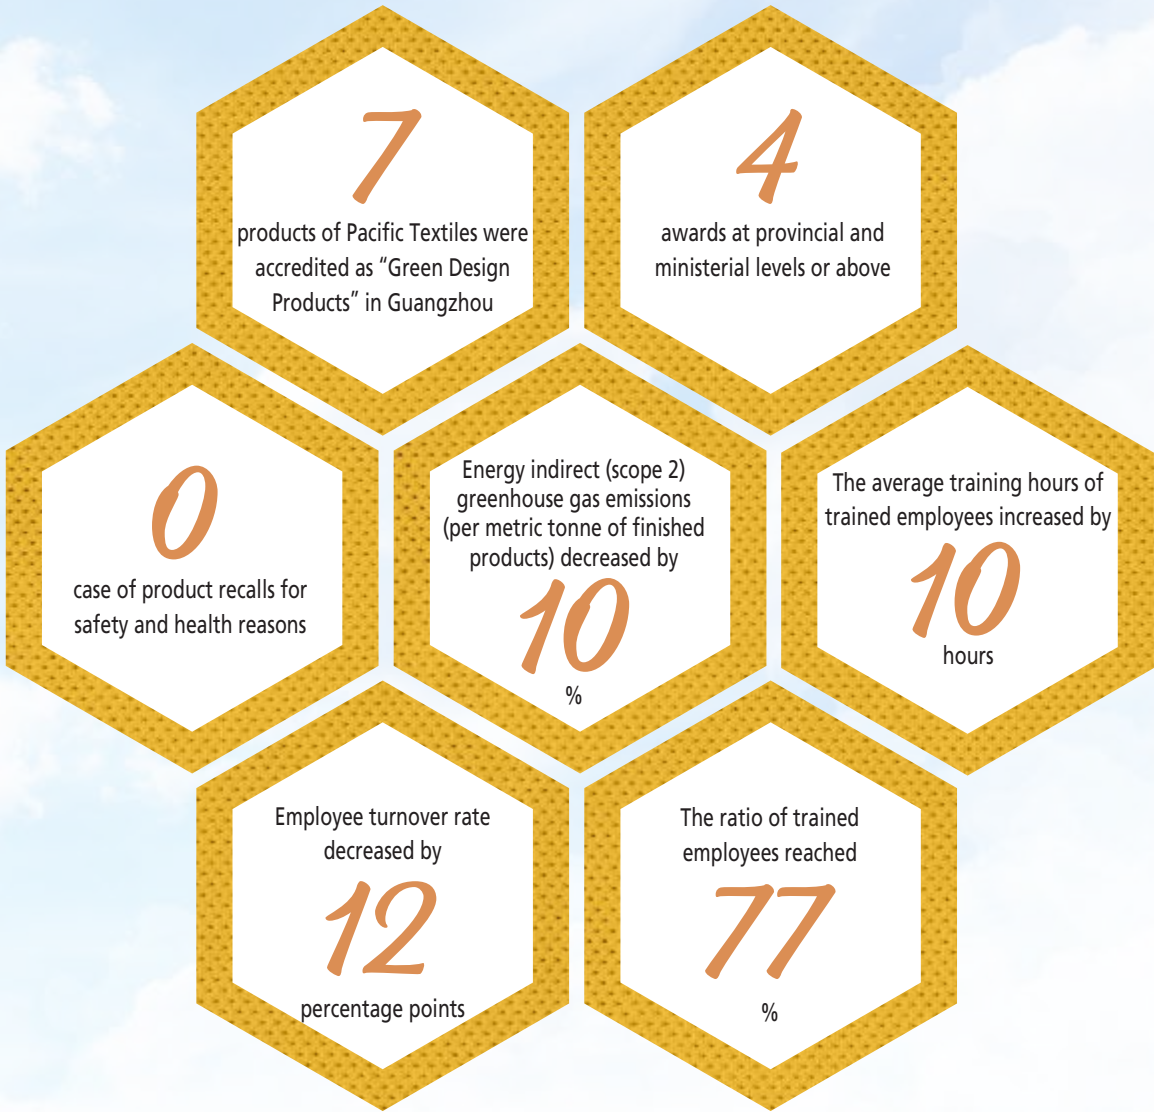 7
products of Pacific Textiles were
accredited as “Green Design
Products” in Guangzhou
4
awards at provincial and
ministerial levels or above
0
case of product recalls for
safety and health reasons
Energy indirect (scope 2)
greenhouse gas emissions
(per metric tonne of finished
products) decreased by
10
%
The average training hours of
trained employees increased by
10
hours
Employee turnover rate
decreased by
12
percentage points
The ratio of trained
employees reached
77
%